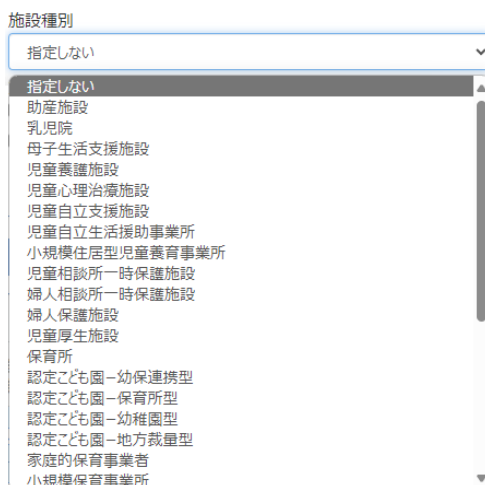 施設種別
指定しない
指定しない
助産施設
乳児院
母子生活支援施設
児童養護施設
児童心理治療施設
児童自立支援施設
児童自立生活援助事業所
小規模住居型児童養育事業所
児童相談所一時保護施設
婦人相談所一時保護施設
婦人保護施設
児童厚生施設
保育所
認定こども園−幼保連携型
認定こども園−保育所型
認定こども園−幼稚園型
認定こども園−地方裁量型
家庭的保育事業者
小規模保育事業所